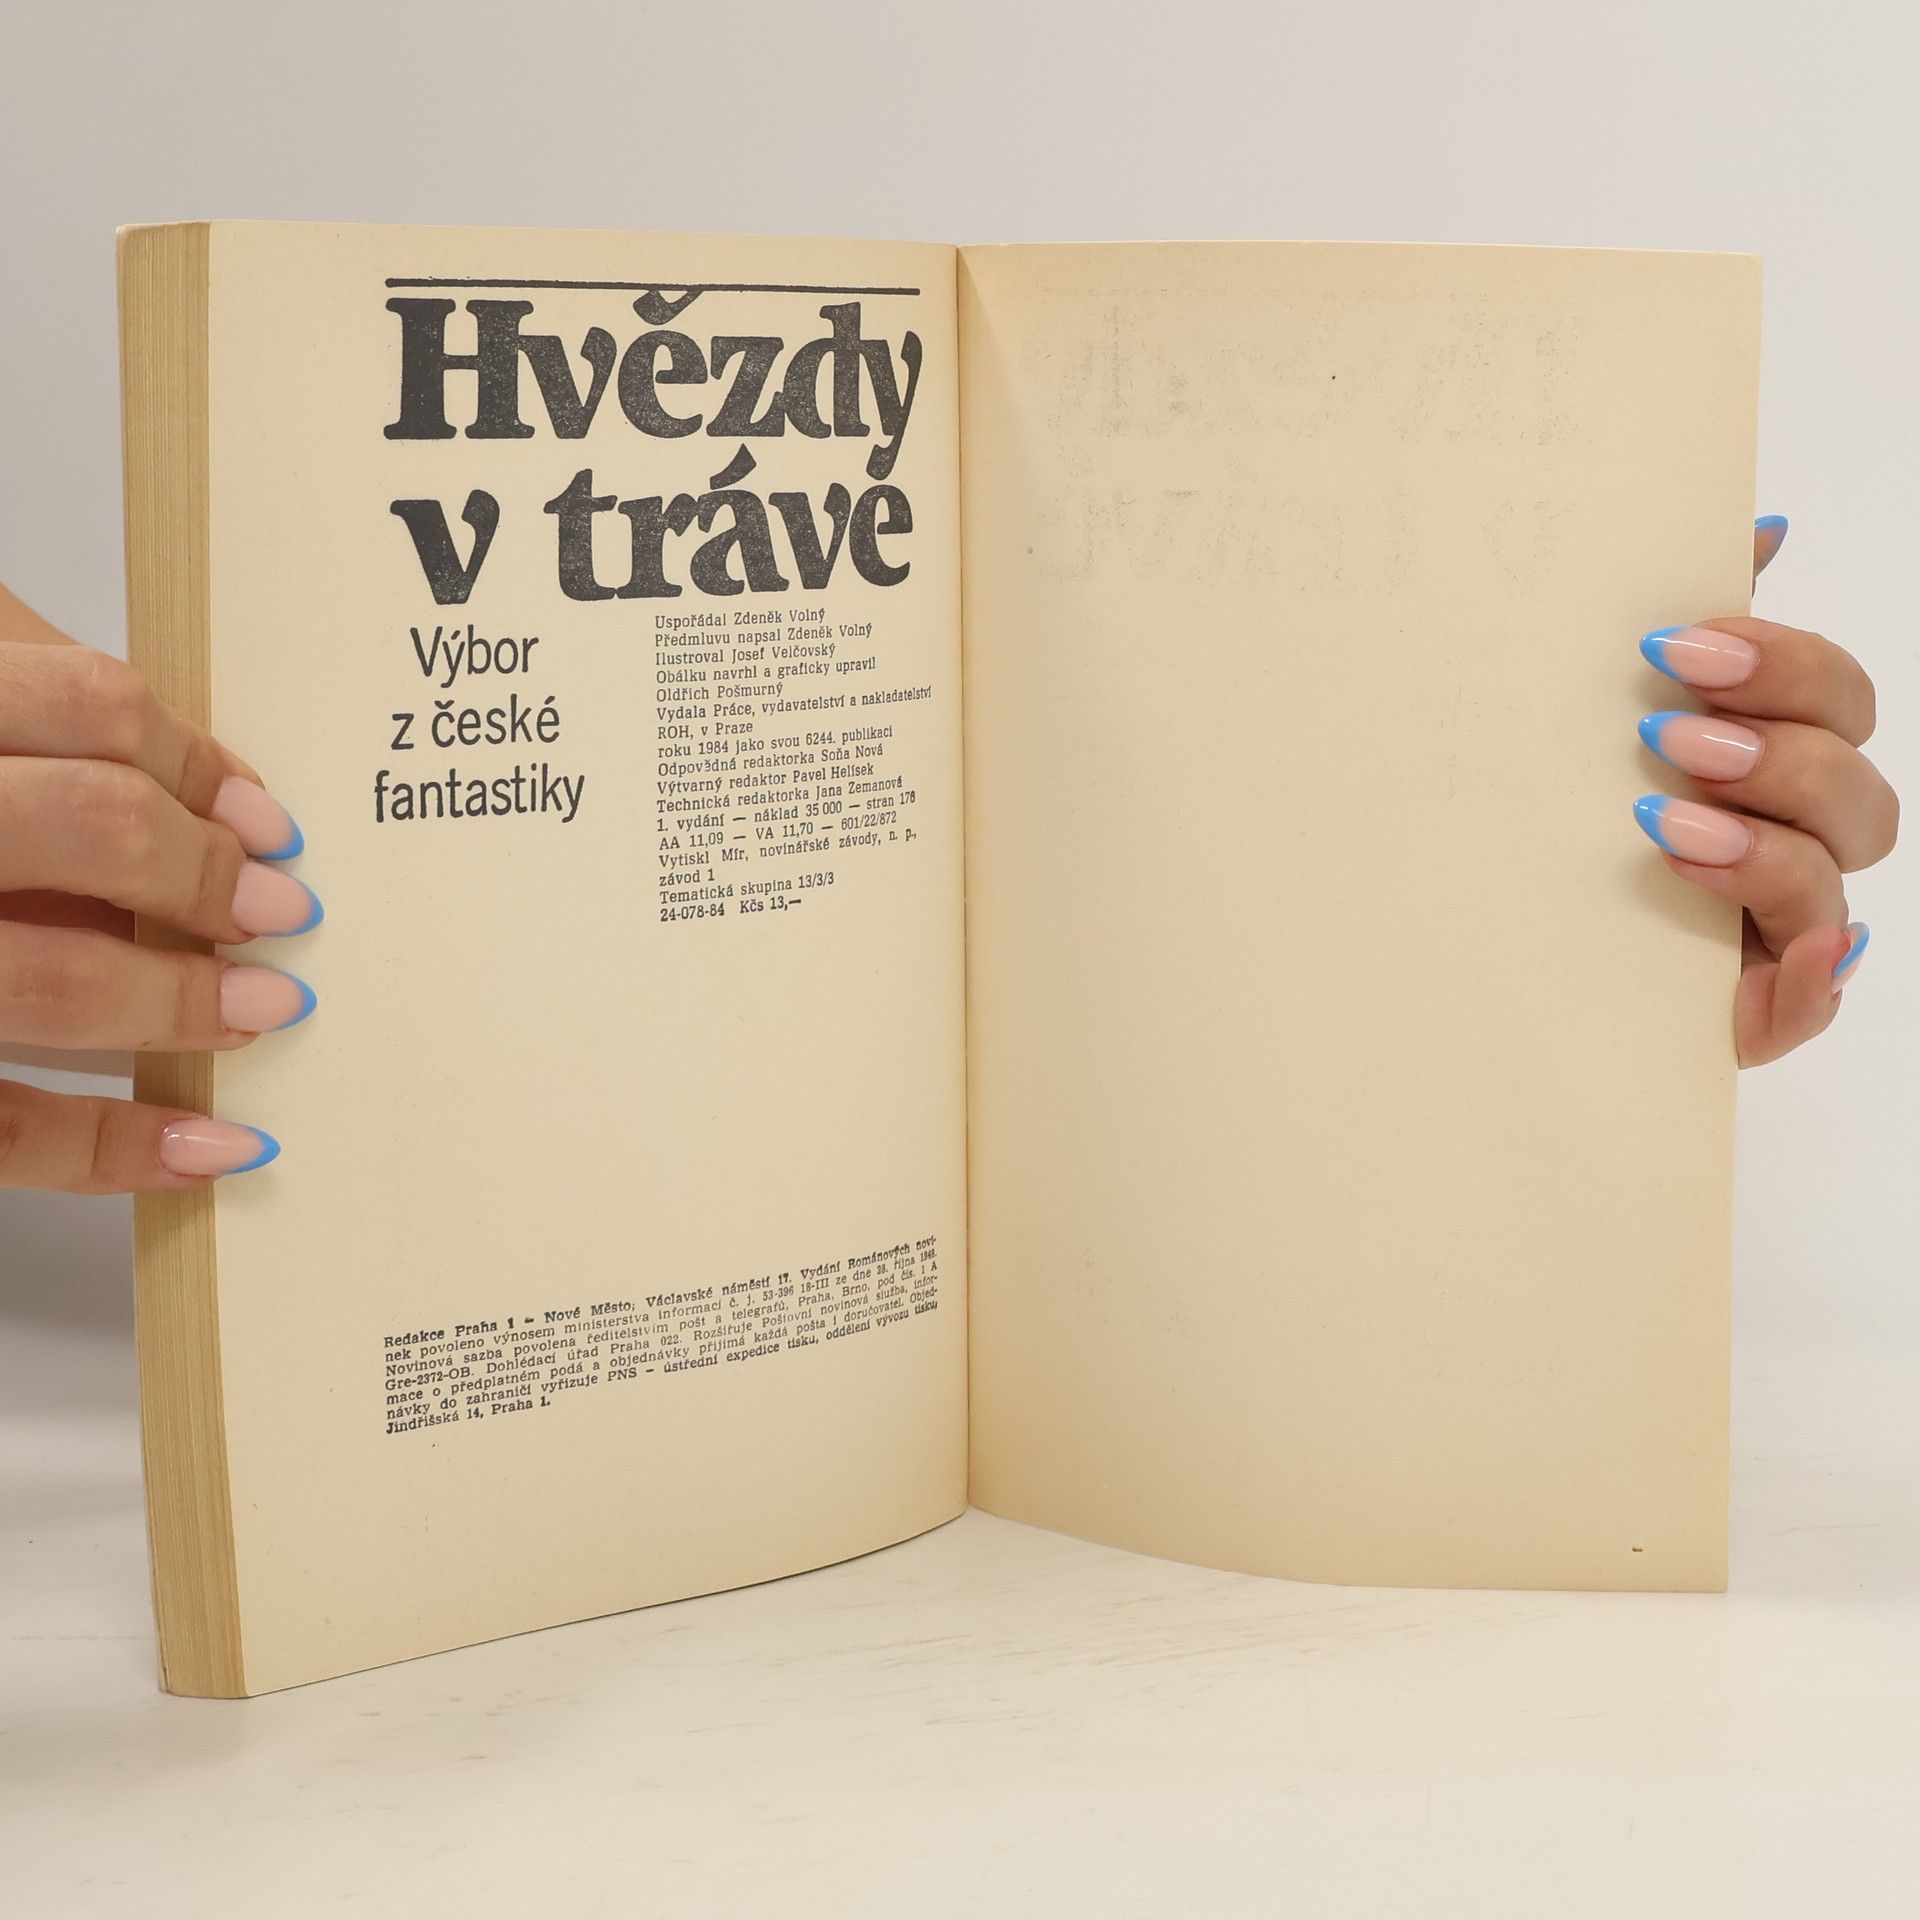 Hvězdy
v trávě
Výbor
z české
fantastiky
Uspořádal Zdeněk Volný
Předmluvu napsal Zdeněk Volný
Ilustroval Josef Velčovský
Obálku navrhl a graficky upravil
Oldřich Pošmurný
Vydala Práce, vydavatelství a nakladatelství
ROH, v Praze
roku 1984 jako svou 6244. publikaci
Odpovědná redaktorka Soňa Nová
Výtvarný redaktor Pavel Helísek
Technická redaktorka Jana Zemanová
1. vydání — náklad 35 000 — stran 176
AA 11,09 — VA 11,70 — 601/22/872
Vytiskl Mír, novinářské závody, n. p.,
závod 1
Tematická skupina 13/3/3
24-078-84 Kčs 13,—
Redakce Praha 1 – Nové Město, Václavské náměstí 17. Vydání Románových novi-
nek povoleno výnosem ministerstva informací č. j. 53-396 18-III ze dne 28. října 1948.
Novinová sazba povolena ředitelstvím pošt a telegrafů, Praha, Brno, pod čís. 1 A
Gre-2372-OB. Dohlédací úřad Praha 022. Rozšiřuje Poštovní novinová služba, infor-
mace o předplatném podá a objednávky přijímá každá pošta i doručovatel. Objed-
návky do zahraničí vyřizuje PNS – ústřední expedice tisku, oddělení vývozu tisku,
Jindřišská 14, Praha 1.